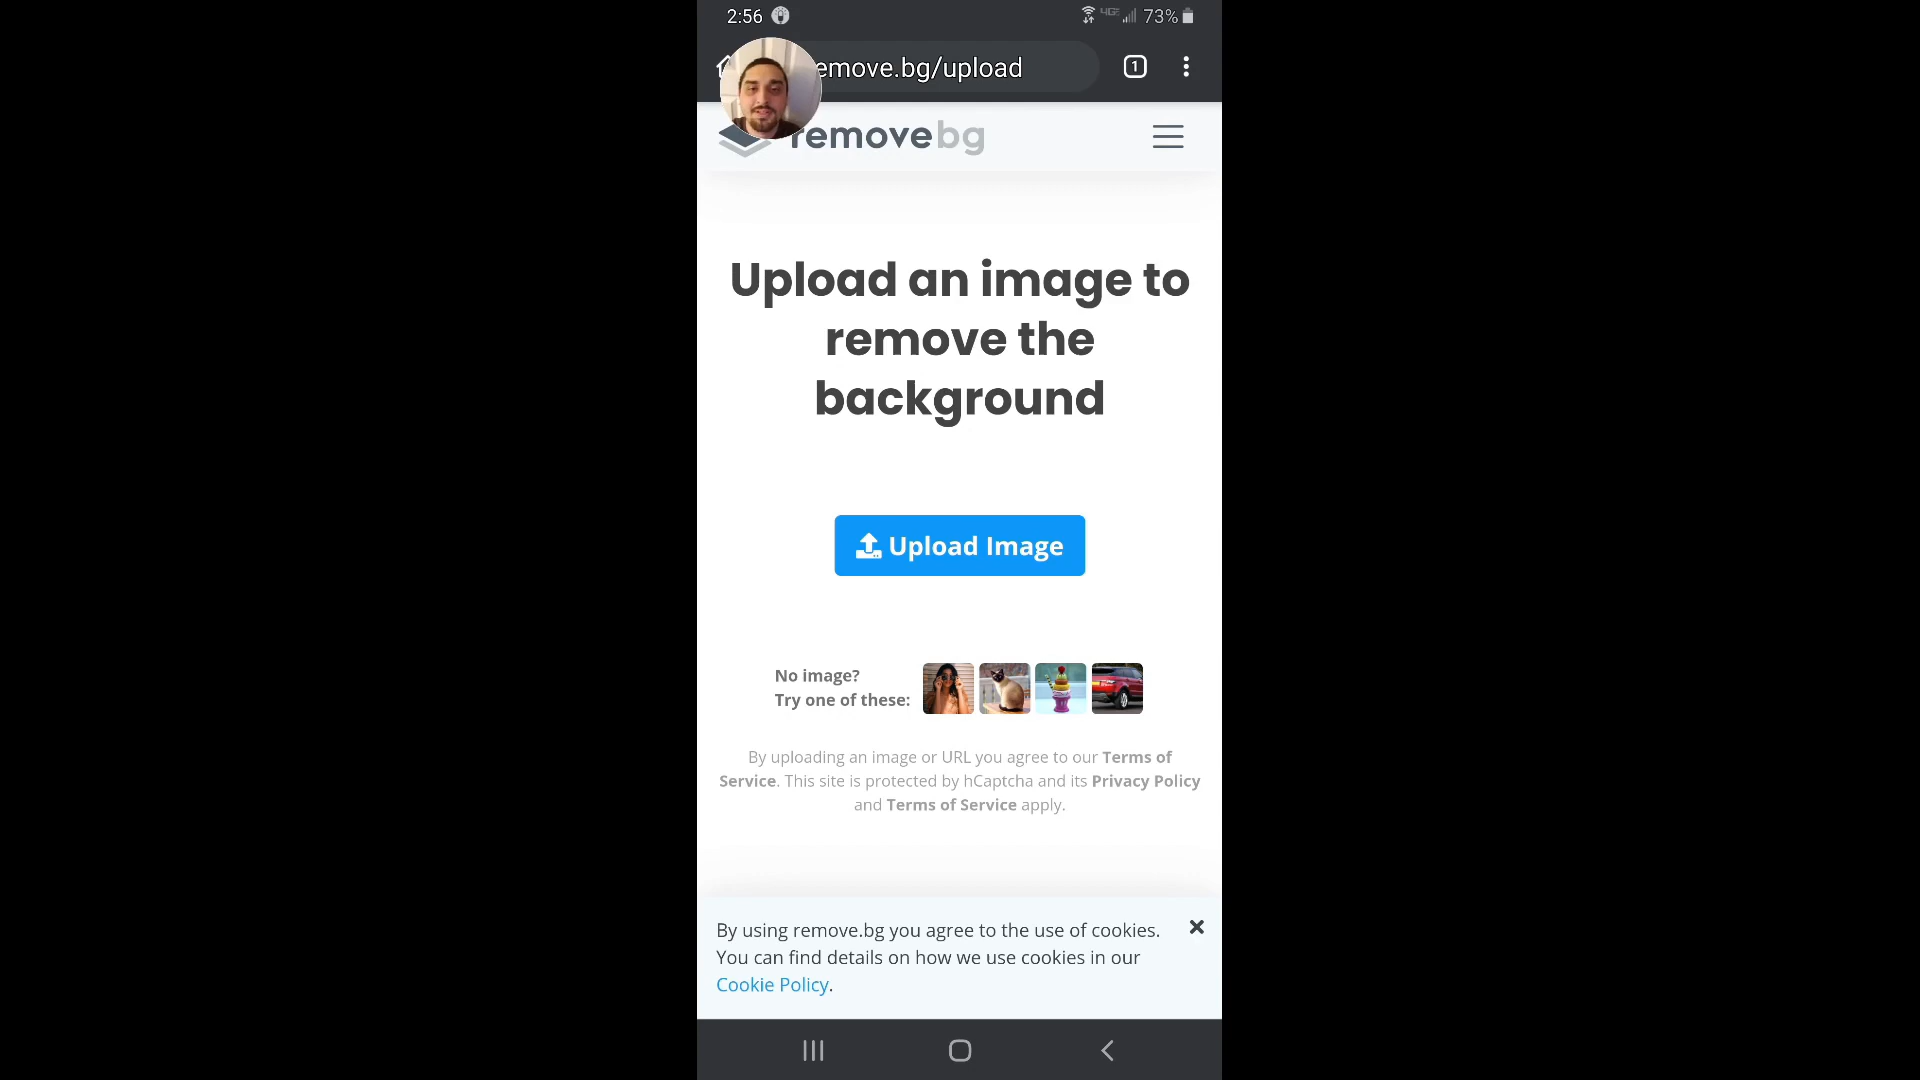 2:56
73%
emove.bg/upload
1
removebg
Upload an image to
remove the
background
Upload Image
No image?
Try one of these:
By uploading an image or URL you agree to our Terms of
Service. This site is protected by hCaptcha and its Privacy Policy
and Terms of Service apply.
By using remove.bg you agree to the use of cookies.
You can find details on how we use cookies in our
Cookie Policy.